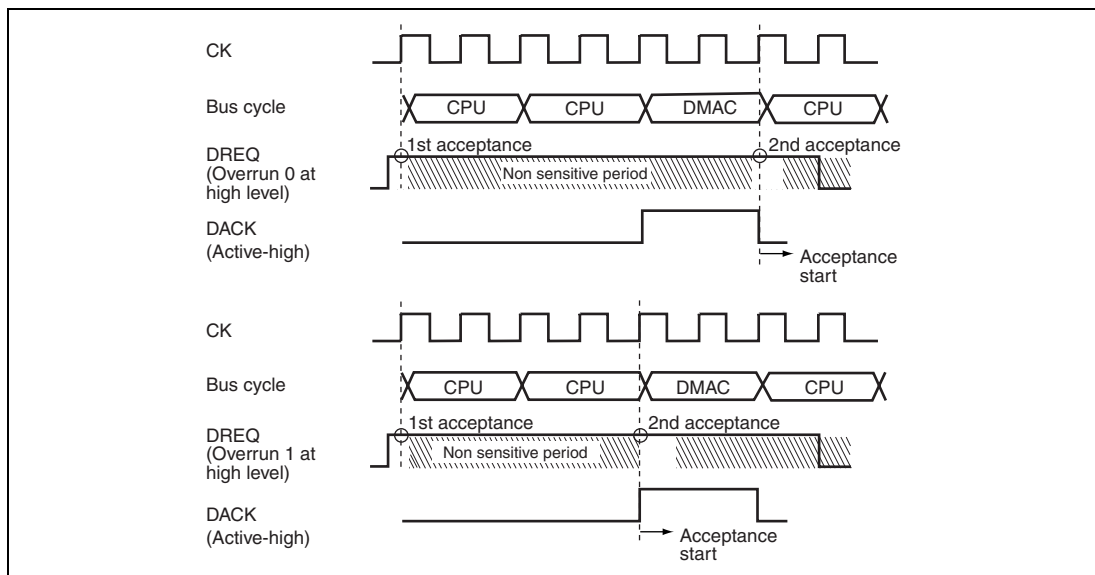 CK
Bus cycle
CPU CPU DMAC CPU
DREQ
(Overrun 0 at
high level)
1st acceptance
2nd acceptance
Non sensitive period
DACK
(Active-high)
Acceptance
start
CK
Bus cycle
CPU CPU DMAC CPU
DREQ
(Overrun 1 at
high level)
1st acceptance
2nd acceptance
Non sensitive period
DACK
(Active-high)
Acceptance
start